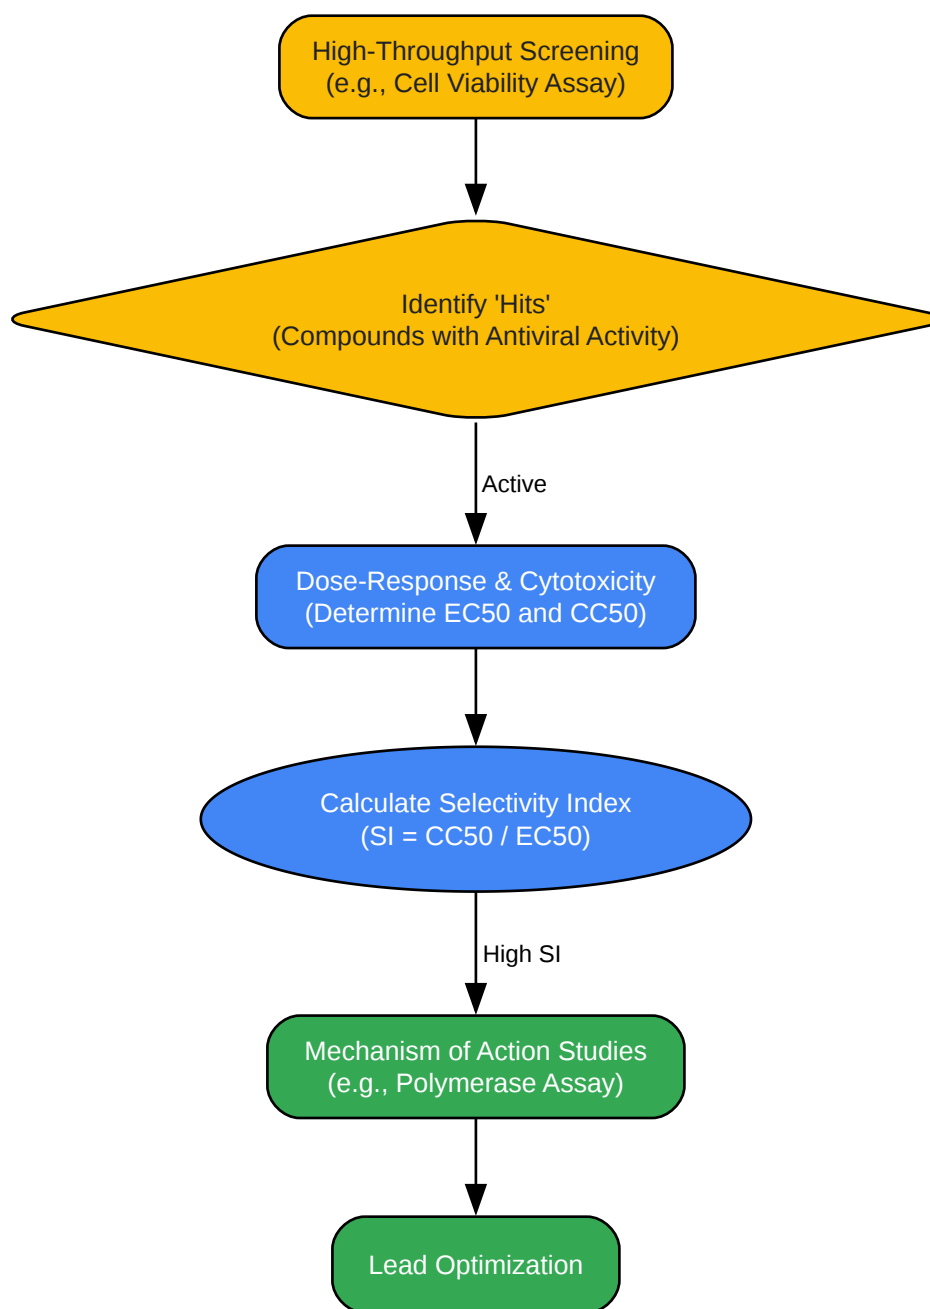 High-Throughput Screening
(e.g., Cell Viability Assay)
Identify 'Hits'
(Compounds with Antiviral Activity)
Active
Dose-Response & Cytotoxicity
(Determine EC50 and CC50)
Calculate Selectivity Index
(SI = CC50 / EC50)
High SI
Mechanism of Action Studies
(e.g., Polymerase Assay)
Lead Optimization